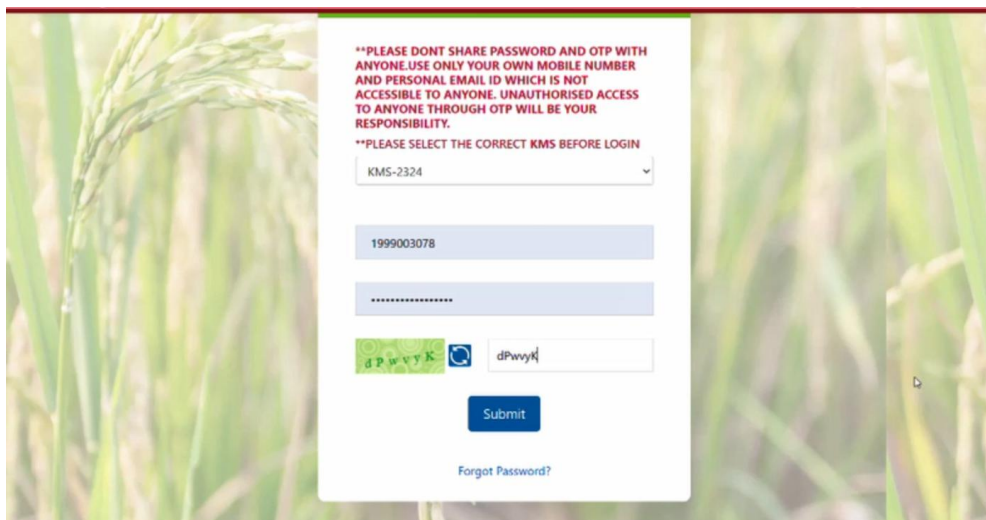 **PLEASE DONT SHARE PASSWORD AND OTP WITH
ANYONE.USE ONLY YOUR OWN MOBILE NUMBER
AND PERSONAL EMAIL ID WHICH IS NOT
ACCESSIBLE TO ANYONE. UNAUTHORISED ACCESS
TO ANYONE THROUGH OTP WILL BE YOUR
RESPONSIBILITY.
**PLEASE SELECT THE CORRECT KMS BEFORE LOGIN
KMS-2324
1999003078
•••••••••••••••••
dPwvyK dPwvyK
Submit
Forgot Password?